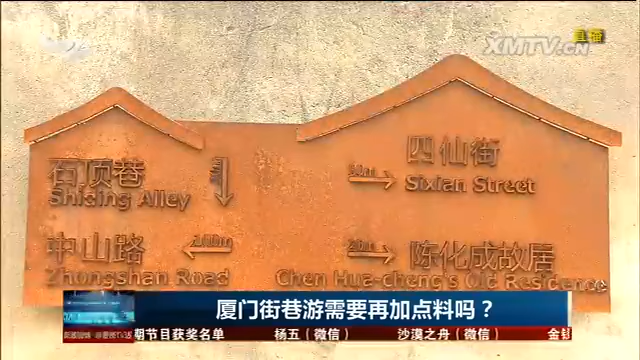 直播
XMTV.CN
石顶巷
Shiding Alley
四仙街
Sixian Street
中山路
Zhongshan Road
陈化成故居
Chen Hua-cheng's Old Residence
厦门街巷游需要再加点料吗？
期节目获奖名单 杨五（微信） 沙漠之舟（微信） 金钱